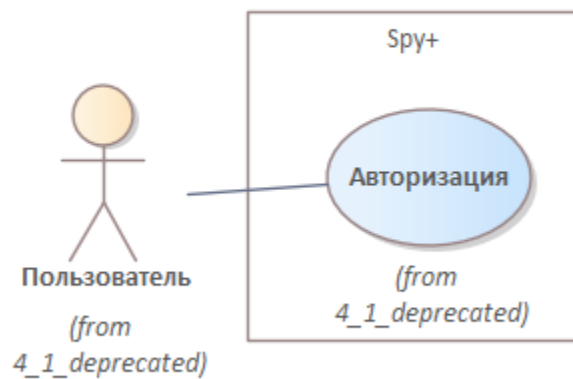 Spy+
Авторизация
(from
4_1_deprecated)
Пользователь
(from
4_1_deprecated)